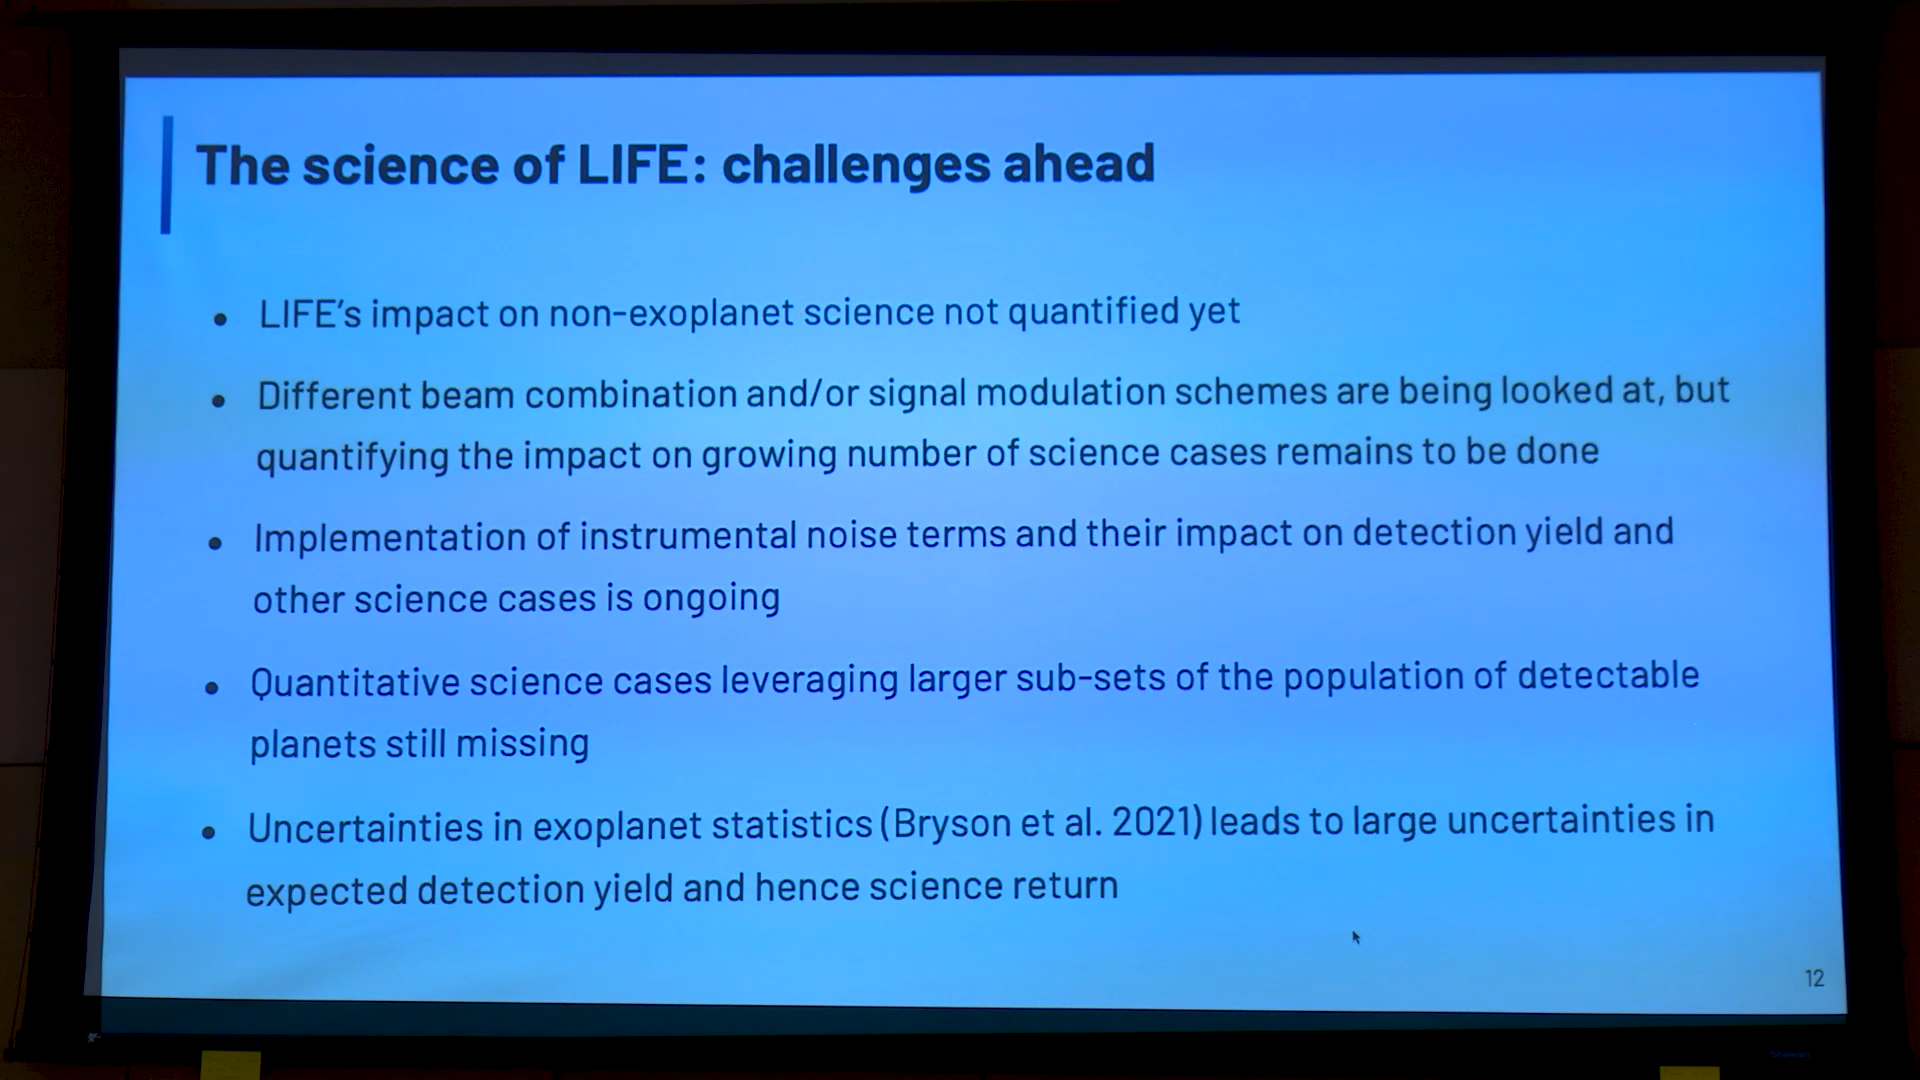 The science of LIFE: challenges ahead
• LIFE's impact on non-exoplanet science not quantified yet
• Different beam combination and/or signal modulation schemes are being looked at, but
quantifying the impact on growing number of science cases remains to be done
• Implementation of instrumental noise terms and their impact on detection yield and
other science cases is ongoing
• Quantitative science cases leveraging larger sub-sets of the population of detectable
planets still missing
• Uncertainties in exoplanet statistics (Bryson et al. 2021) leads to large uncertainties in
expected detection yield and hence science return
12